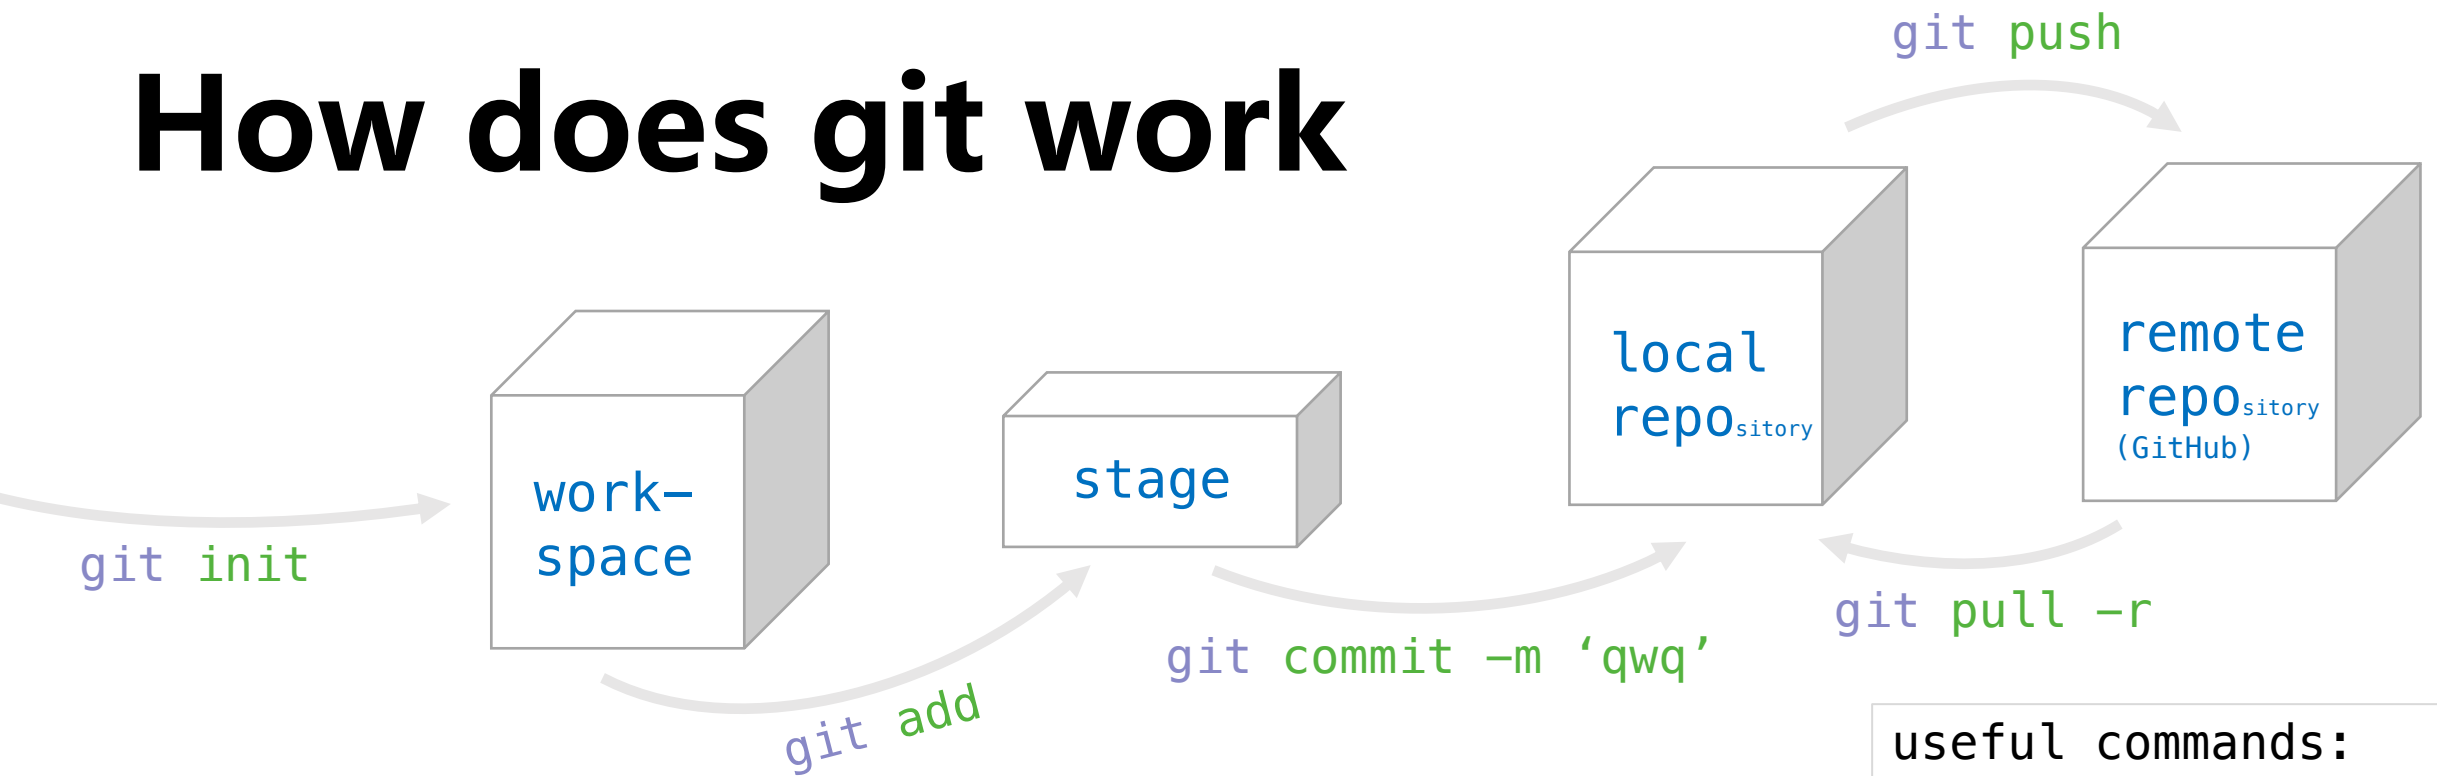 How does git work
git push
local
repository
remote
repository
(GitHub)
work-
space
stage
git init
git add
git commit -m ‘qwq’
git pull -r
useful commands: